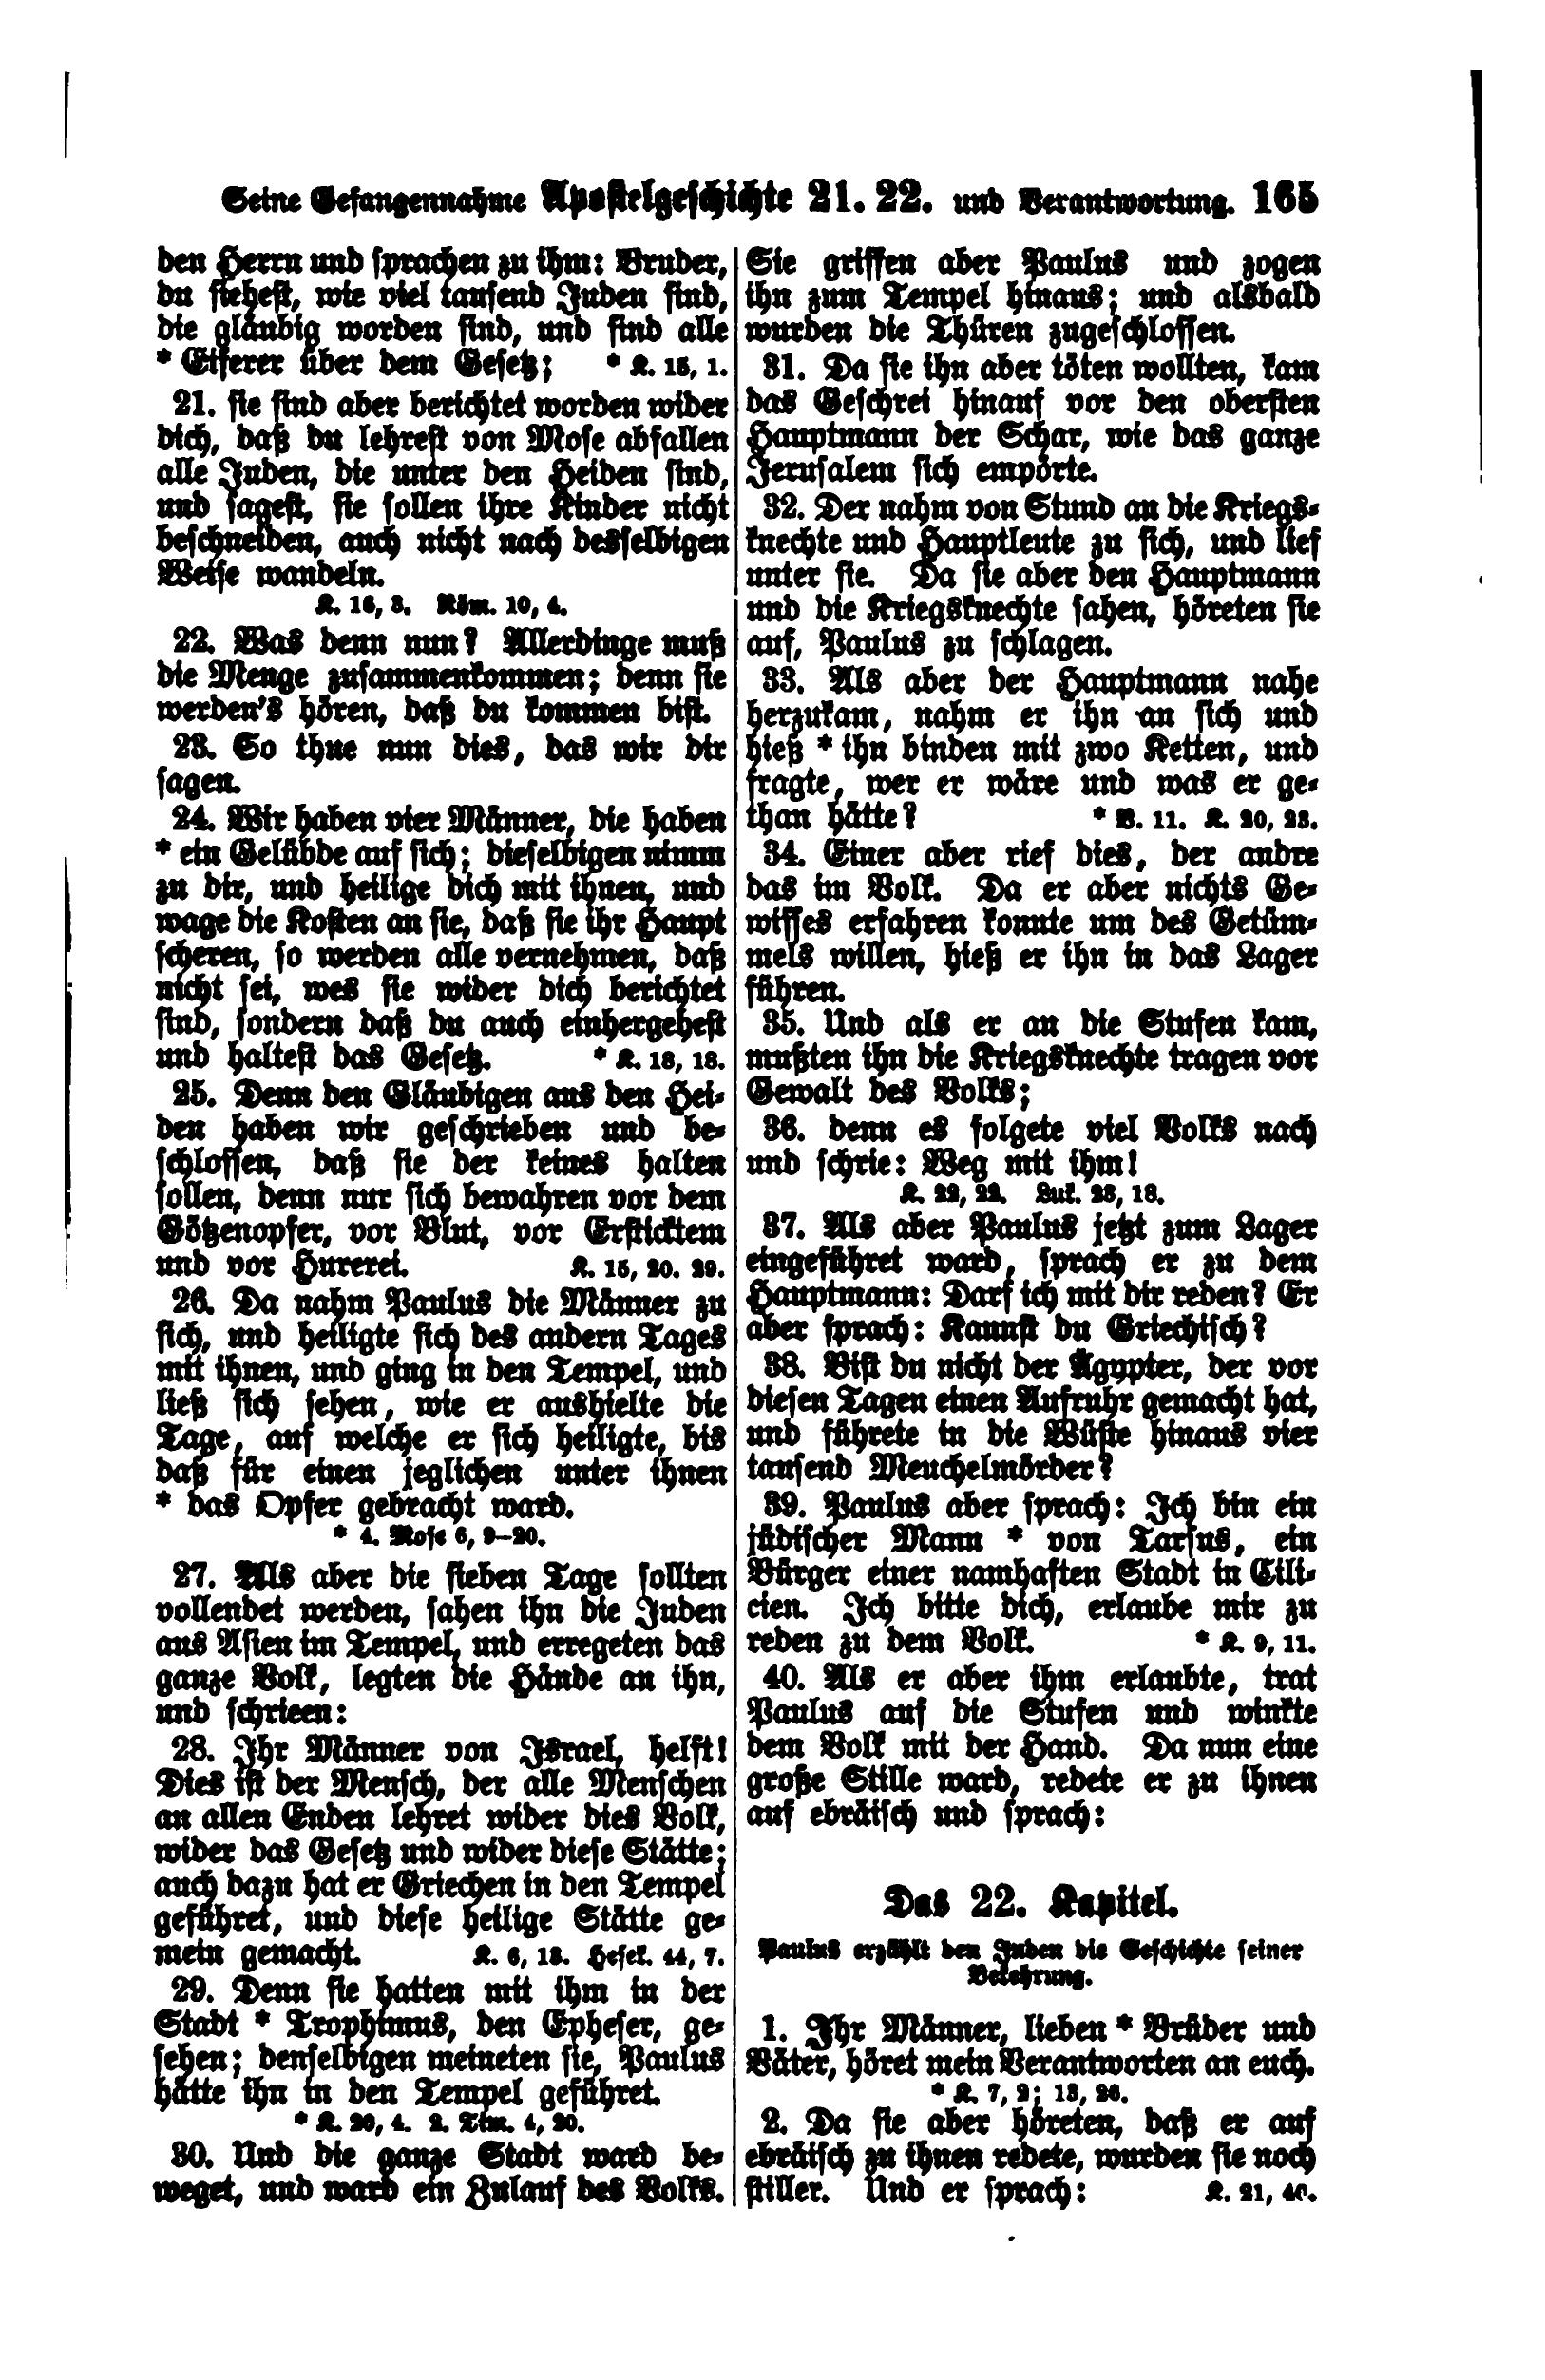 Seine Gefangennahme Apostelgeschichte 21. 22. und Verantwortung. 165
den Herrn und sprachen zu ihm: Bruder,
du siehest, wie viel tausend Juden sind,
die gläubig worden sind, und sind alle
* Eiferer über dem Gesetz; * K. 15, 1.
21. sie sind aber berichtet worden wider
dich, daß du lehrest von Mose abfallen
alle Juden, die unter den Heiden sind,
und sagest, sie sollen ihre Kinder nicht
beschneiden, auch nicht nach desselbigen
Weise wandeln.
K. 16, 3. Röm. 10, 4.
22. Was denn nun? Allerdinge muß
die Menge zusammenkommen; denn sie
werden's hören, daß du kommen bist.
23. So thue nun dies, das wir dir
sagen.
24. Wir haben vier Männer, die haben
* ein Gelübde auf sich; dieselbigen nimm
zu dir, und heilige dich mit ihnen, und
wage die Kosten an sie, daß sie ihr Haupt
scheren, so werden alle vernehmen, daß
nicht sei, wes sie wider dich berichtet
sind, sondern daß du auch einhergehest
und haltest das Gesetz. * K. 18, 18.
25. Denn den Gläubigen aus den Hei-
den haben wir geschrieben und be-
schlossen, daß sie der keines halten
sollen, denn nur sich bewahren vor dem
Götzenopfer, vor Blut, vor Ersticktem
und vor Hurerei. K. 15, 20. 29.
26. Da nahm Paulus die Männer zu
sich, und heiligte sich des andern Tages
mit ihnen, und ging in den Tempel, und
ließ sich sehen, wie er aushielte die
Tage, auf welche er sich heiligte, bis
daß für einen jeglichen unter ihnen
* das Opfer gebracht ward.
* 4. Mose 6, 9–20.
27. Als aber die sieben Tage sollten
vollendet werden, sahen ihn die Juden
aus Asien im Tempel, und erregeten das
ganze Volk, legten die Hände an ihn,
und schrieen:
28. Ihr Männer von Israel, helft!
Dies ist der Mensch, der alle Menschen
an allen Enden lehret wider dies Volk,
wider das Gesetz und wider diese Stätte;
auch dazu hat er Griechen in den Tempel
geführet, und diese heilige Stätte ge-
mein gemacht. K. 6, 13. Hesek. 44, 7.
29. Denn sie hatten mit ihm in der
Stadt * Trophimus, den Epheser, ge-
sehen; denselbigen meineten sie, Paulus
hätte ihn in den Tempel geführet.
* K. 20, 4. 2. Tim. 4, 20.
30. Und die ganze Stadt ward be-
weget, und ward ein Zulauf des Volks.
Sie griffen aber Paulus und zogen
ihn zum Tempel hinaus; und alsbald
wurden die Thüren zugeschlossen.
31. Da sie ihn aber töten wollten, kam
das Geschrei hinauf vor den obersten
Hauptmann der Schar, wie das ganze
Jerusalem sich empörte.
32. Der nahm von Stund an die Kriegs-
knechte und Hauptleute zu sich, und lief
unter sie. Da sie aber den Hauptmann
und die Kriegsknechte sahen, höreten sie
auf, Paulus zu schlagen.
33. Als aber der Hauptmann nahe
herzukam, nahm er ihn an sich und
hieß * ihn binden mit zwo Ketten, und
fragte, wer er wäre und was er ge-
than hätte? * V. 11. K. 20, 23.
34. Einer aber rief dies, der andre
das im Volk. Da er aber nichts Ge-
wisses erfahren konnte um des Getüm-
mels willen, hieß er ihn in das Lager
führen.
35. Und als er an die Stufen kam,
mußten ihn die Kriegsknechte tragen vor
Gewalt des Volks;
36. denn es folgete viel Volks nach
und schrie: Weg mit ihm!
K. 22, 22. Luk. 23, 18.
37. Als aber Paulus jetzt zum Lager
eingeführet ward, sprach er zu dem
Hauptmann: Darf ich mit dir reden? Er
aber sprach: Kannst du Griechisch?
38. Bist du nicht der Ägypter, der vor
diesen Tagen einen Aufruhr gemacht hat,
und führete in die Wüste hinaus vier
tausend Meuchelmörder?
39. Paulus aber sprach: Ich bin ein
jüdischer Mann * von Tarsus, ein
Bürger einer namhaften Stadt in Cili-
cien. Ich bitte dich, erlaube mir zu
reden zu dem Volk. * K. 9, 11.
40. Als er aber ihm erlaubte, trat
Paulus auf die Stufen und winkte
dem Volk mit der Hand. Da nun eine
große Stille ward, redete er zu ihnen
auf ebräisch und sprach:
Das 22. Kapitel.
Paulus erzählt den Juden die Geschichte seiner
Bekehrung.
1. Ihr Männer, lieben * Brüder und
Väter, höret mein Verantworten an euch.
* K. 7, 2; 13, 26.
2. Da sie aber höreten, daß er auf
ebräisch zu ihnen redete, wurden sie noch
stiller. Und er sprach: K. 21, 40.